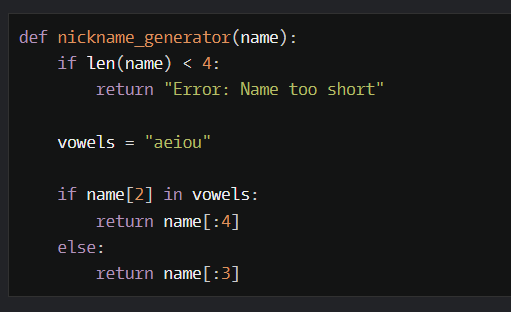 def nickname_generator(name):
    if len(name) < 4:
        return "Error: Name too short"
    vowels = "aeiou"
    if name[2] in vowels:
        return name[:4]
    else:
        return name[:3]